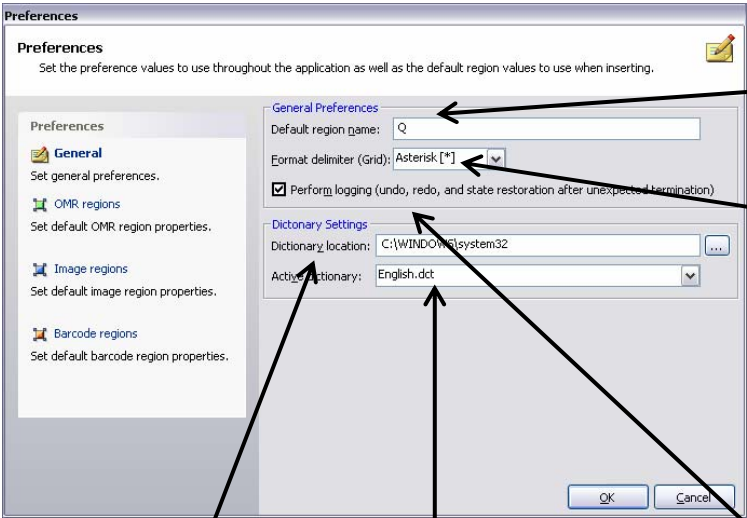 Preferences
Preferences
Set the preference values to use throughout the application as well as the default region values to use when inserting.
Preferences
General
Set general preferences.
OMR regions
Set default OMR region properties.
Image regions
Set default image region properties.
Barcode regions
Set default barcode region properties.
General Preferences
Default region name: Q
Format delimiter (Grid): Asterisk [*]
Perform logging (undo, redo, and state restoration after unexpected termination)
Dictonary Settings
Dictionary location: C:\WINDOWS\system32 ...
Active dictionary: English.dct
OK Cancel